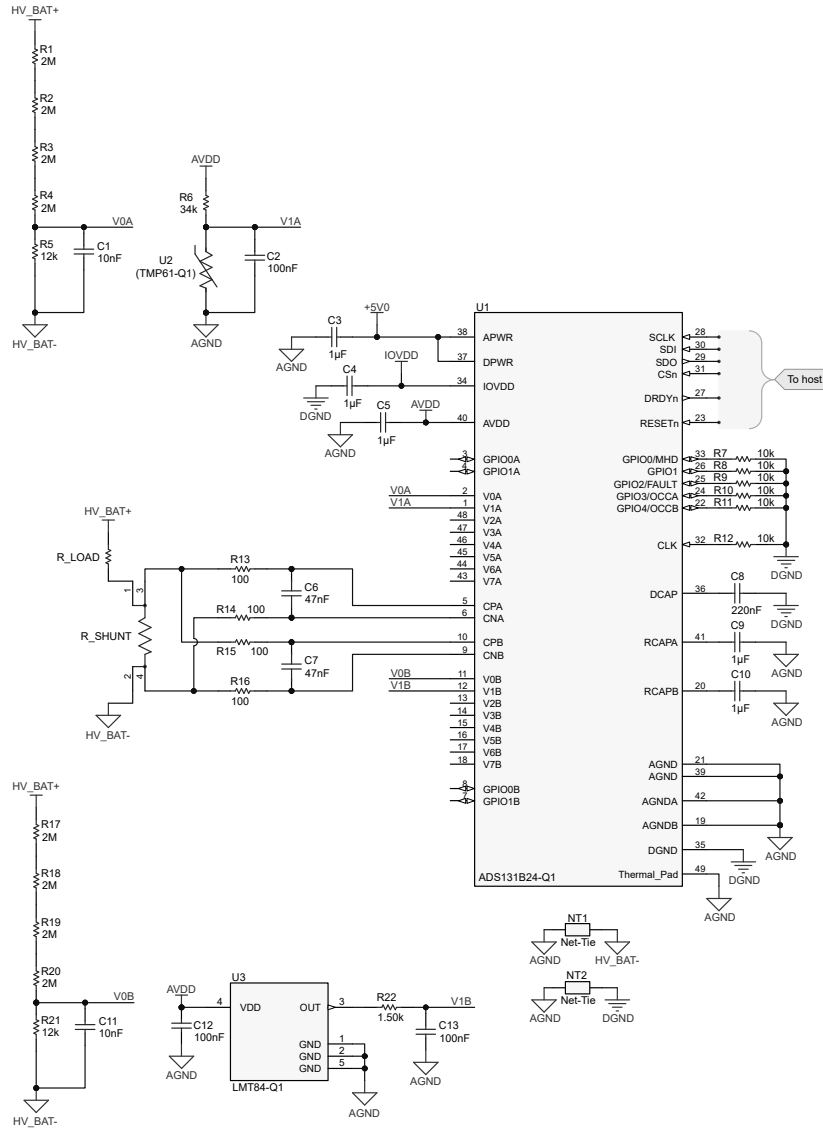 HV_BAT+
R1
2M
R2
2M
R3
2M
R4
2M
V0A
R5
12k
C1
10nF
HV_BAT-
AVDD
R6
34k
V1A
U2
(TMP61-Q1)
C2
100nF
AGND
U1
+5V0
C3
1µF
AGND
IOVDD
C4
1µF
DGND
C5
AVDD
1µF
AGND
38 APWR
37 DPWR
34 IOVDD
40 AVDD
3 GPIO0A
4 GPIO1A
V0A 2 V0A
V1A 1 V1A
48 V2A
47 V3A
46 V4A
45 V5A
44 V6A
43 V7A
5 CPA
6 CNA
10 CPB
9 CNB
V0B 11 V0B
V1B 12 V1B
13 V2B
14 V3B
15 V4B
16 V5B
17 V6B
18 V7B
8 GPIO0B
7 GPIO1B
SCLK 28
SDI 30
SDO 29
CSn 31
DRDYn 27
RESETn 23
To host
GPIO0/MHD 33 R7 10k
GPIO1 26 R8 10k
GPIO2/FAULT 25 R9 10k
GPIO3/OCCA 24 R10 10k
GPIO4/OCCB 22 R11 10k
CLK 32 R12 10k
DGND
DCAP 36 C8
220nF
DGND
RCAPA 41 C9
1µF
AGND
RCAPB 20 C10
1µF
AGND
AGND 21
AGND 39
AGNDA 42
AGNDB 19
AGND
DGND 35
DGND
Thermal_Pad 49
AGND
ADS131B24-Q1
HV_BAT+
R_LOAD
1
3
R_SHUNT
2
4
HV_BAT-
R13
100
C6
47nF
R14 100
R15 100
C7
47nF
R16
100
HV_BAT+
R17
2M
R18
2M
R19
2M
R20
2M
V0B
R21
12k
C11
10nF
HV_BAT-
U3
AVDD
4 VDD
C12
100nF
AGND
OUT 3
R22
1.50k
V1B
C13
100nF
AGND
GND 1
GND 2
GND 5
AGND
LMT84-Q1
NT1
Net-Tie
AGND
HV_BAT-
NT2
Net-Tie
AGND
DGND